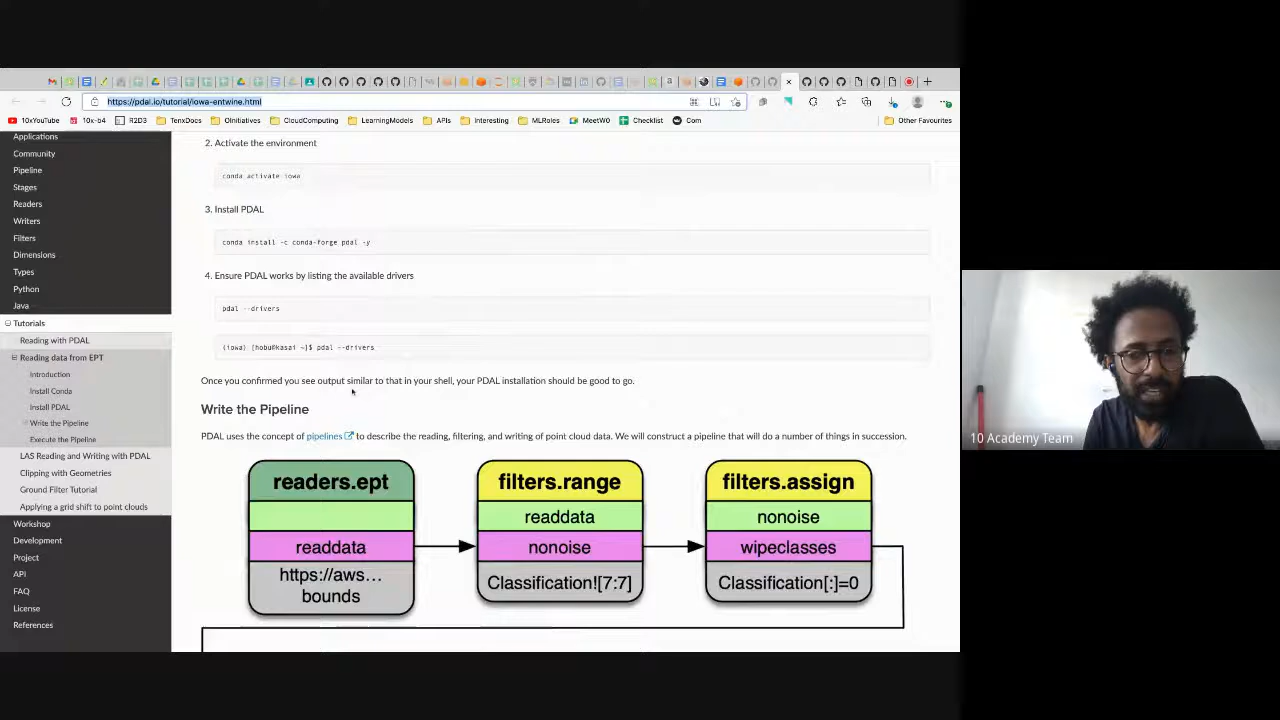 https://pdal.io/tutorial/iowa-entwine.html
10xYouTube 10x-b4 R2D3 TenxDocs OInitiatives CloudComputing LearningModels APIs Interesting MLRoles MeetW0 Checklist Com Other Favourites
Applications
Community
Pipeline
Stages
Readers
Writers
Filters
Dimensions
Types
Python
Java
Tutorials
Reading with PDAL
Reading data from EPT
Introduction
Install Conda
Install PDAL
Write the Pipeline
Execute the Pipeline
LAS Reading and Writing with PDAL
Clipping with Geometries
Ground Filter Tutorial
Applying a grid shift to point clouds
Workshop
Development
Project
API
FAQ
License
References
2. Activate the environment
conda activate iowa
3. Install PDAL
conda install -c conda-forge pdal -y
4. Ensure PDAL works by listing the available drivers
pdal --drivers
(iowa) [hobu@kasai ~]$ pdal --drivers
Once you confirmed you see output similar to that in your shell, your PDAL installation should be good to go.
Write the Pipeline
PDAL uses the concept of pipelines to describe the reading, filtering, and writing of point cloud data. We will construct a pipeline that will do a number of things in succession.
readers.ept
readdata
https://aws…
bounds
filters.range
readdata
nonoise
Classification![7:7]
filters.assign
nonoise
wipeclasses
Classification[:]=0
10 Academy Team